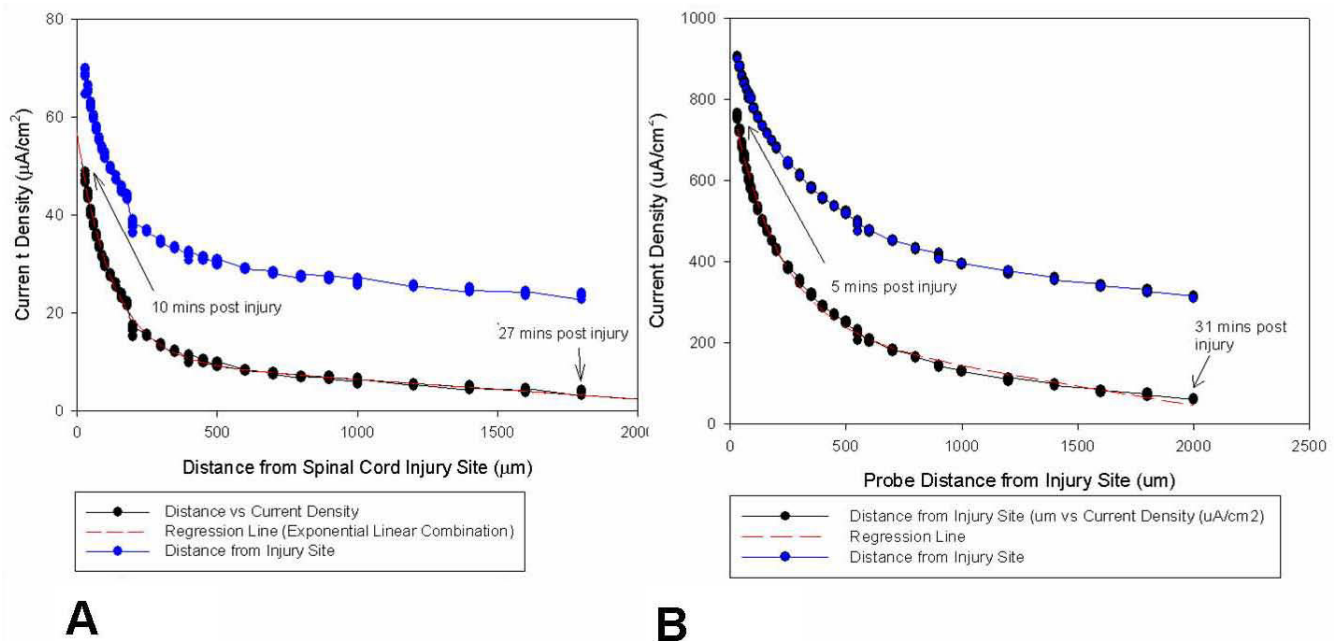 80
60
40
20
0
Curren t Density (µA/cm²)
10 mins post injury
27 mins post injury
0
500
1000
1500
2000
Distance from Spinal Cord Injury Site (µm)
Distance vs Current Density
Regression Line (Exponential Linear Combination)
Distance from Injury Site
A
B
1000
800
600
400
200
0
Current Density (uA/cm²)
5 mins post injury
31 mins post
injury
0
500
1000
1500
2000
2500
Probe Distance from Injury Site (um)
Distance from Injury Site (um vs Current Density (uA/cm2)
Regression Line
Distance from Injury Site
B